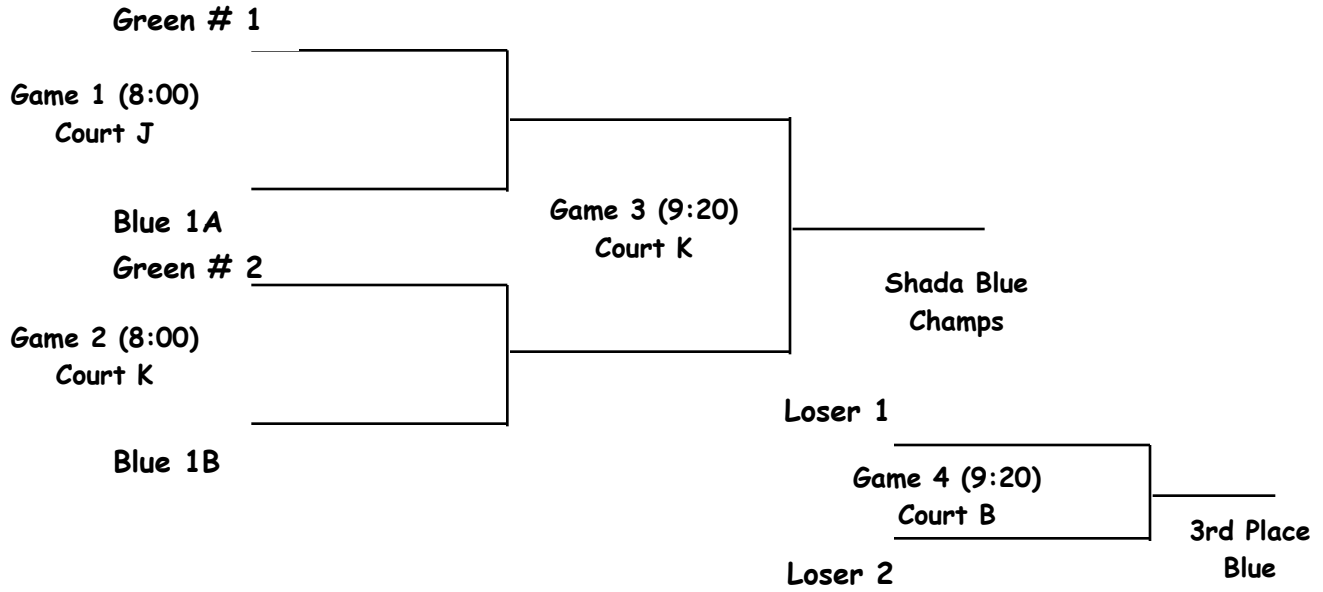 Green # 1
Game 1 (8:00)
Court J
Blue 1A
Green # 2
Game 2 (8:00)
Court K
Blue 1B
Game 3 (9:20)
Court K
Shada Blue
Champs
Loser 1
Game 4 (9:20)
Court B
Loser 2
3rd Place
Blue